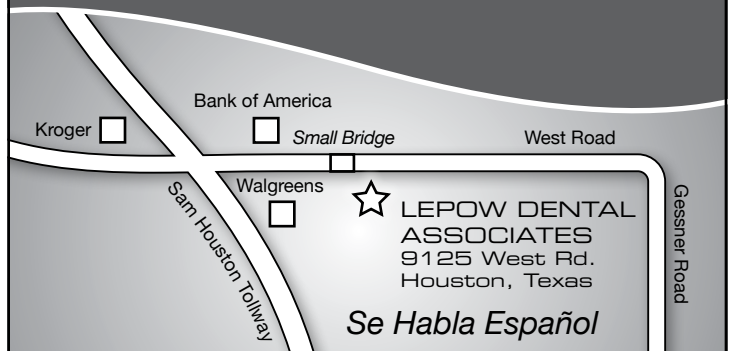 Bank of America
Kroger
Small Bridge
West Road
Walgreens
Sam Houston Tollway
LEPOW DENTAL
ASSOCIATES
9125 West Rd.
Houston, Texas
Gessner Road
Se Habla Español